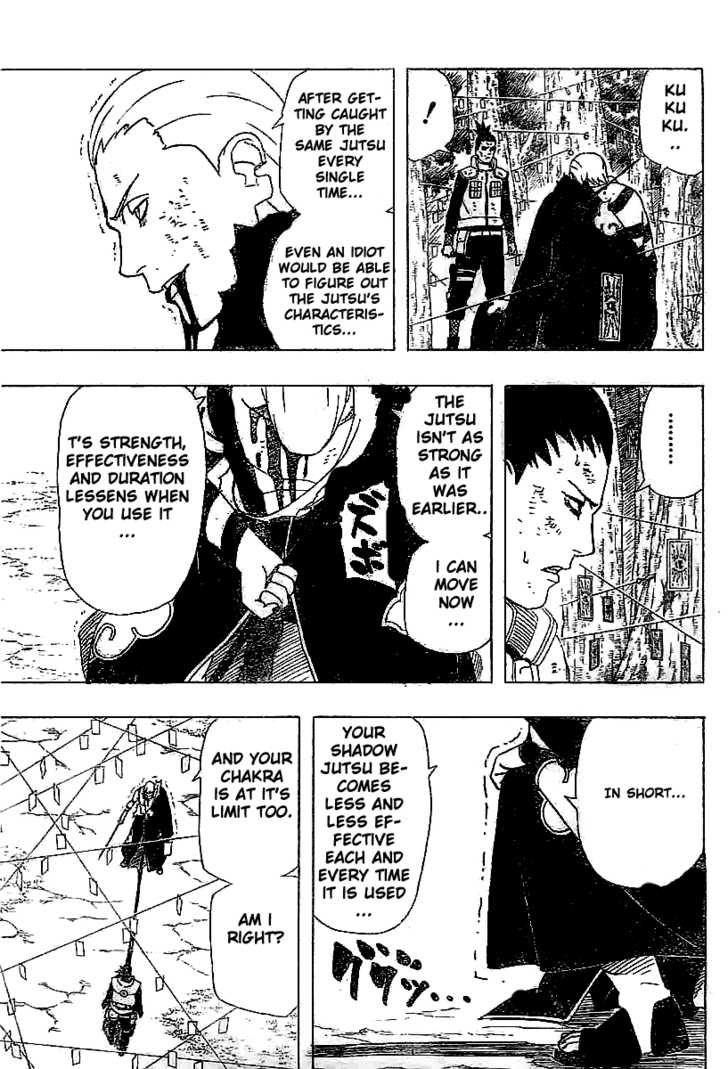 KU
KU
KU.
..
!
AFTER GET-
TING CAUGHT
BY THE
SAME JUTSU
EVERY
SINGLE
TIME...
EVEN AN IDIOT
WOULD BE ABLE
TO FIGURE OUT
THE JUTSU'S
CHARACTERIS-
TICS...
.........
THE
JUTSU
ISN'T AS
STRONG
AS IT
WAS
EARLIER..
I CAN
MOVE
NOW
...
T'S STRENGTH,
EFFECTIVENESS
AND DURATION
LESSENS WHEN
YOU USE IT
...
IN SHORT...
YOUR
SHADOW
JUTSU BE-
COMES
LESS AND
LESS EF-
FECTIVE
EACH AND
EVERY TIME
IT IS USED
...
ググッ...
AND YOUR
CHAKRA
IS AT IT'S
LIMIT TOO.
AM I
RIGHT?